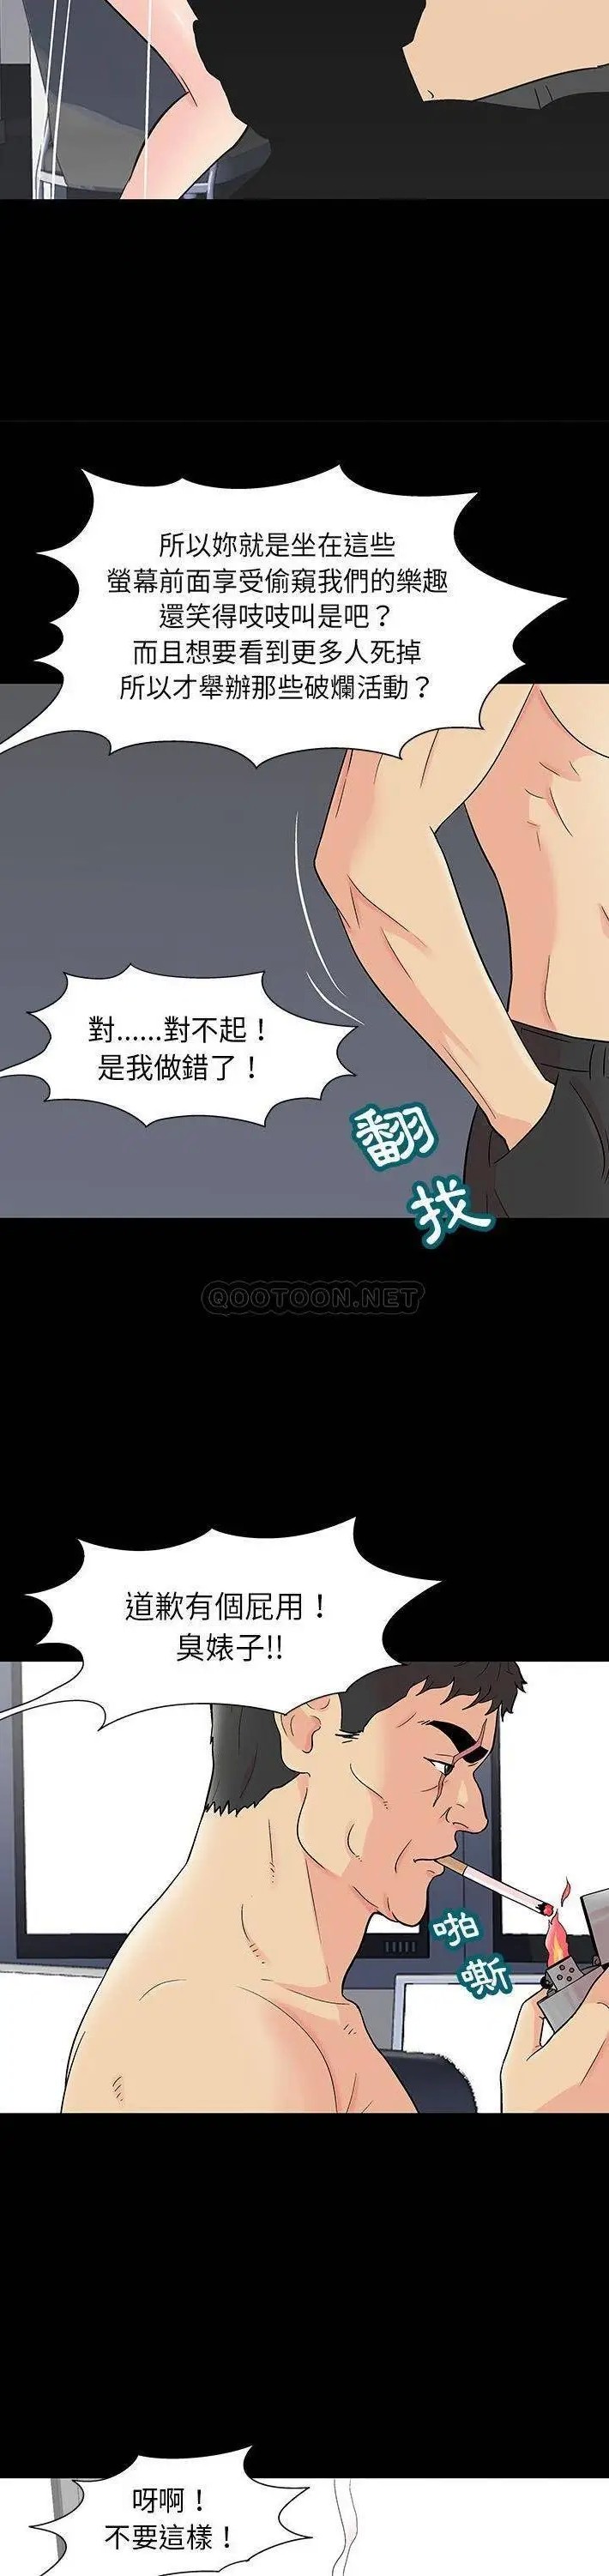 所以妳就是坐在這些
螢幕前面享受偷窺我們的樂趣
還笑得吱吱叫是吧？
而且想要看到更多人死掉
所以才舉辦那些破爛活動？
對……對不起！
是我做錯了！
翻
找
QOOTOON.NET
道歉有個屁用！
臭婊子!!
啪
嘶
呀啊！
不要這樣！